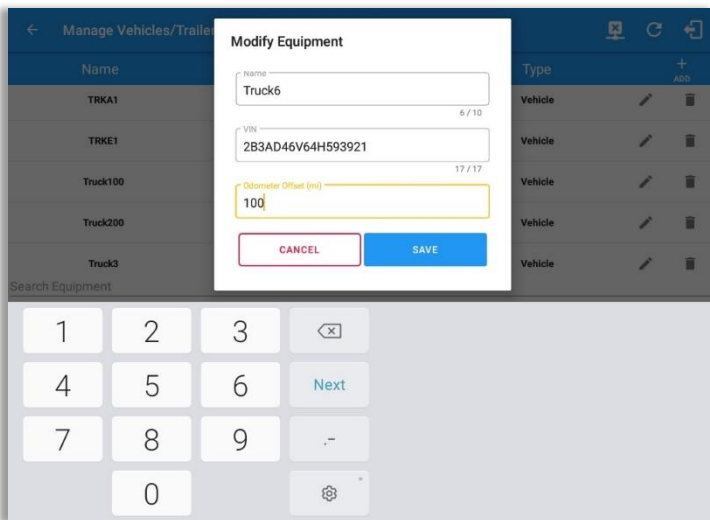 Manage Vehicles/Trailer
Modify Equipment
Name
Type
ADD
Name
Truck6
6 / 10
VIN
2B3AD46V64H593921
17 / 17
Odometer Offset (mi)
100
CANCEL
SAVE
TRKA1
Vehicle
TRKE1
Vehicle
Truck100
Vehicle
Truck200
Vehicle
Truck3
Vehicle
Search Equipment
1 2 3
4 5 6 Next
7 8 9 .-
0